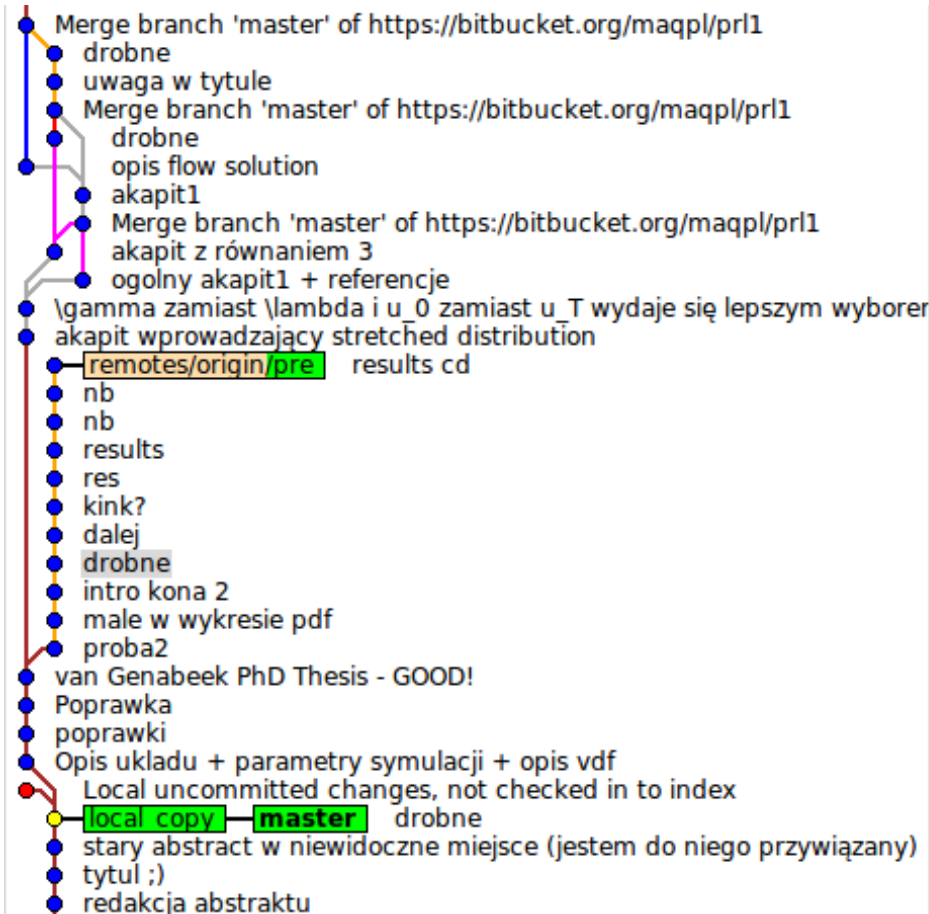 Merge branch 'master' of https://bitbucket.org/maqpl/prl1
drobne
uwaga w tytule
Merge branch 'master' of https://bitbucket.org/maqpl/prl1
drobne
opis flow solution
akapit1
Merge branch 'master' of https://bitbucket.org/maqpl/prl1
akapit z równaniem 3
ogolny akapit1 + referencje
\gamma zamiast \lambda i u_0 zamiast u_T wydaje się lepszym wyborer
akapit wprowadzający stretched distribution
remotes/origin/pre results cd
nb
nb
results
res
kink?
dalej
drobne
intro kona 2
male w wykresie pdf
proba2
van Genabeek PhD Thesis - GOOD!
Poprawka
poprawki
Opis ukladu + parametry symulacji + opis vdf
Local uncommitted changes, not checked in to index
local_copy master drobne
stary abstract w niewidoczne miejsce (jestem do niego przywiązany)
tytul ;)
redakcja abstraktu